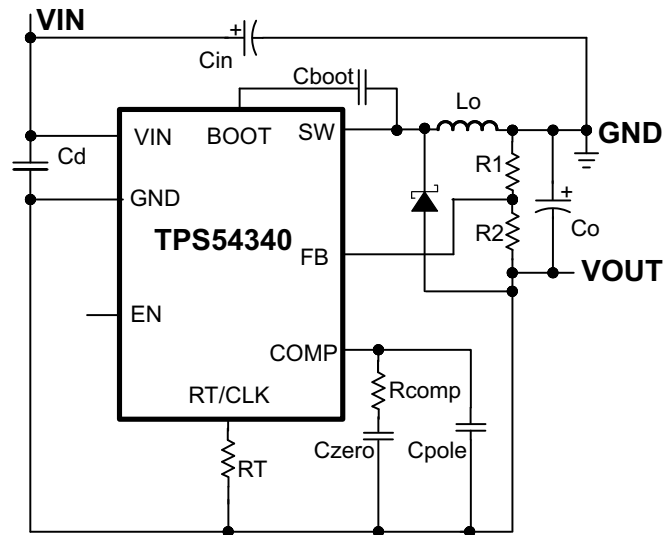 VIN
+
Cin
Cboot
Lo
GND
VIN
BOOT
SW
Cd
R1
+
GND
TPS54340
R2
Co
FB
VOUT
EN
COMP
RT/CLK
Rcomp
RT
Czero
Cpole